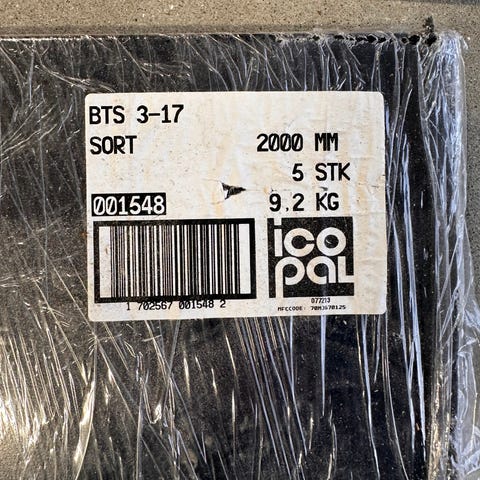 BTS 3-17
SORT 2000 MM
5 STK
001548 9.2 KG
ico
pal
1 702567 001548 2
077213
MFCCODE: 70MJ670125